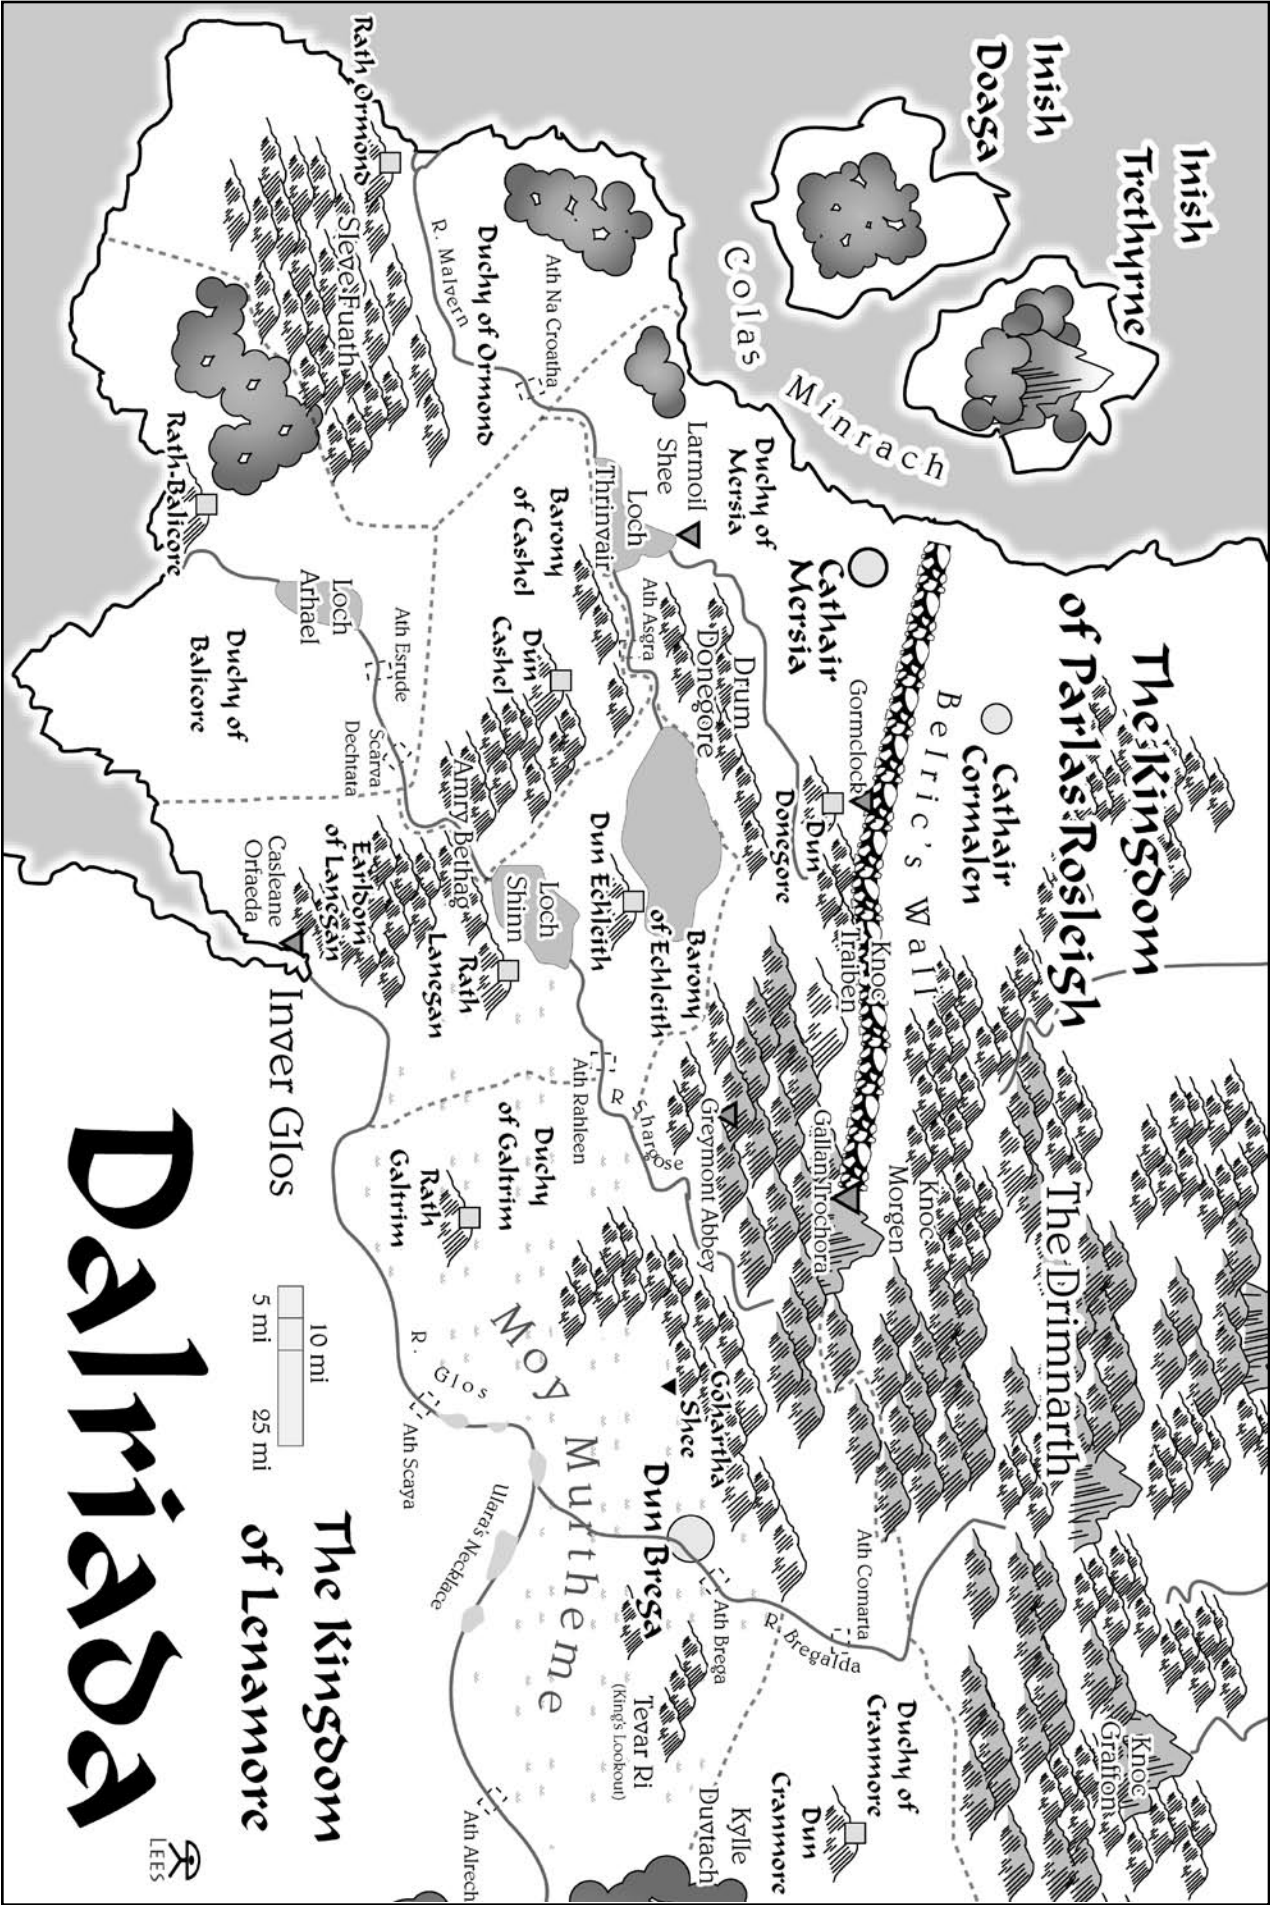 Inish
Trethyrne
Inish
Doaga
Colas
Minrach
The Kingdom
of Parlas Rosleigh
Cathair
Cormalen
Belric's Wall
The Drimnarth
Knoc
Graffont
Knoc
Morgen
Cathair
Mersia
Gormclock
Duchy of
Mersia
Larmoil
Shee
Drum
Donegore
Dun
Donegore
Knoc
Traiben
Gallan Trochora
Greymont Abbey
Ath Comarta
R. Bregalda
Duchy of
Cranmore
Dun
Cranmore
Kylle
Duvtach
Rath Ormond
Sleve Fuath
R. Malvern
Duchy of Ormond
Ath Na Croatha
Loch
Thrinvair
Ath Asgra
Barony
of Cashel
Dun
Cashel
Barony
of Echleith
Dun Echleith
Loch
Shinn
Amry Bethag
Rath
Lanegan
Earldom
of Lanegan
Ath Rahleen
R. Shargose
Gohartha
Shee
Dun Brega
Ath Brega
Tevar Ri
(King's Lookout)
Moy Murtheme
Duchy
of Galtrim
Rath
Galtrim
R. Glos
Ath Scaya
Ulara's Necklace
Ath Alrech
Rath-Balicore
Loch
Arhael
Ath Esrude
Scarva
Dechtata
Duchy of
Balicore
Casleane
Orfaeda
Inver Glos
10 mi
5 mi
25 mi
The Kingdom
of Lenamore
Dalriada
LEES